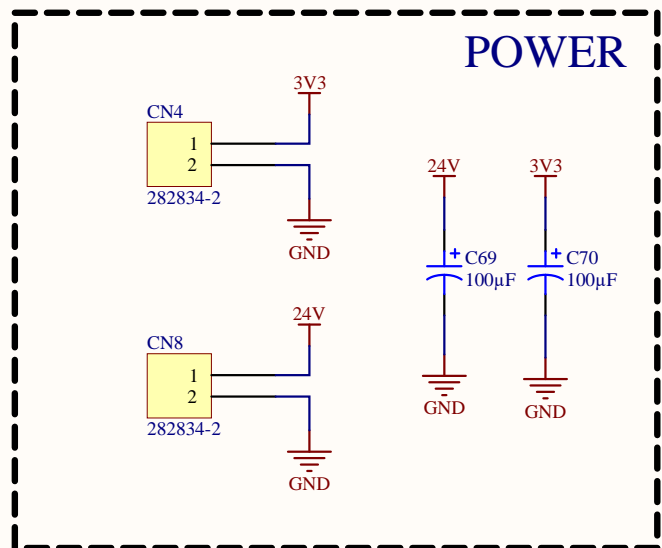 POWER
3V3
CN4
1
2
282834-2
GND
24V
3V3
C69
100µF
C70
100µF
GND
GND
24V
CN8
1
2
282834-2
GND